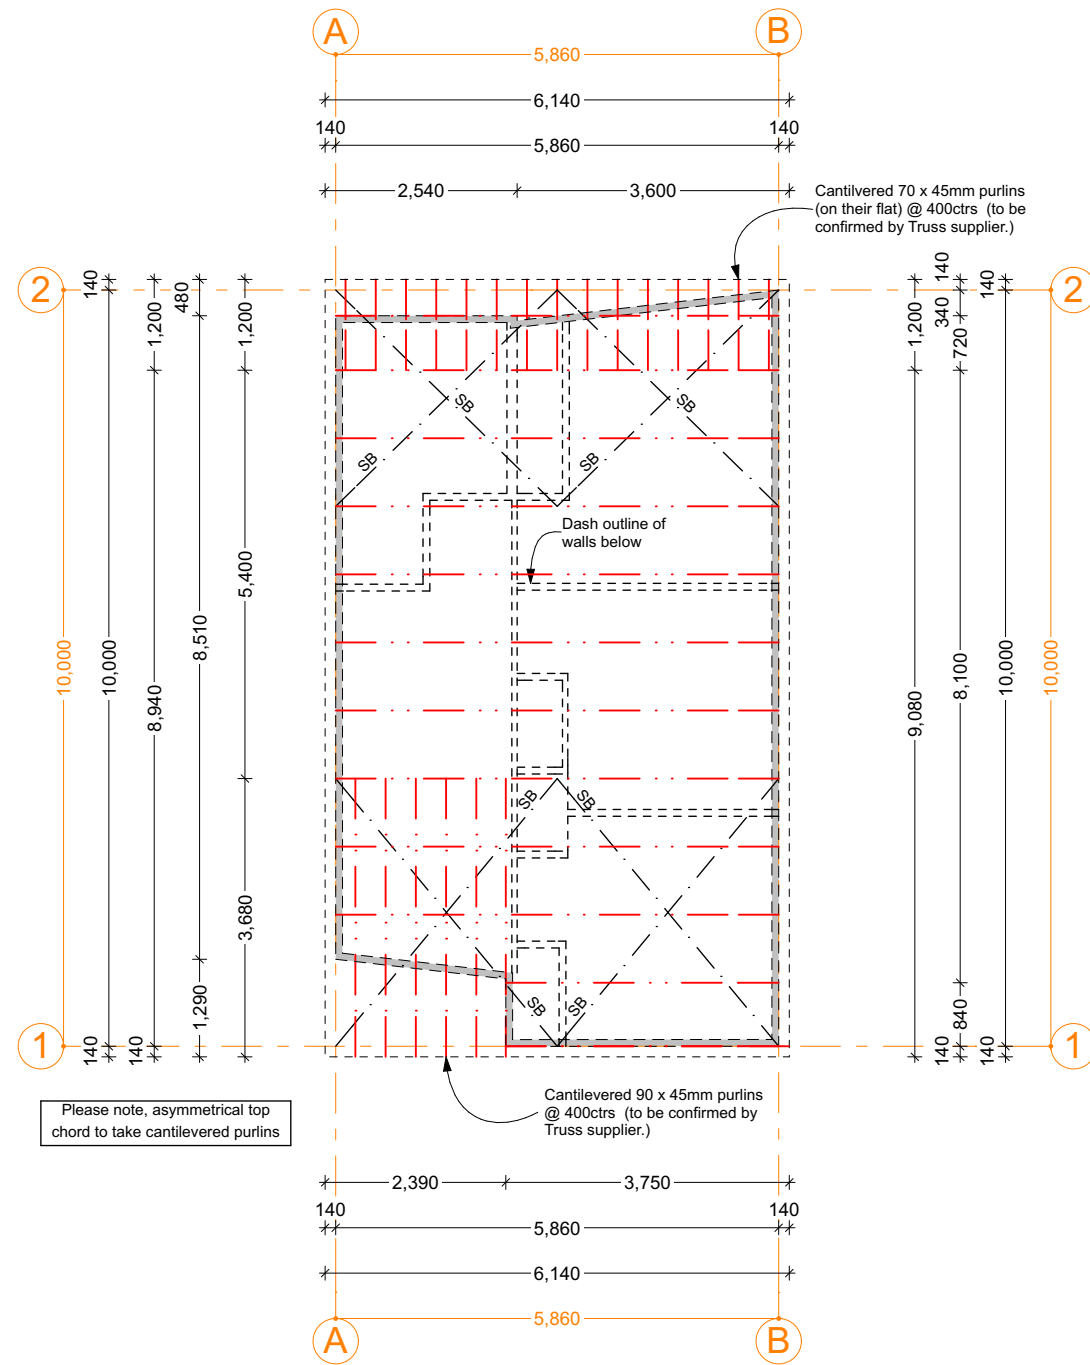 A
B
5,860
6,140
140
5,860
140
2,540
3,600
Cantilvered 70 x 45mm purlins
(on their flat) @ 400ctrs (to be
confirmed by Truss supplier.)
2
10,000
140
10,000
140
1,200
8,940
140
480
8,510
1,290
1,200
5,400
3,680
1,200
9,080
140
340
720
8,100
840
140
140
10,000
140
10,000
2
SB
SB
SB
SB
Dash outline of
walls below
SB
SB
SB
SB
1
1
Please note, asymmetrical top
chord to take cantilevered purlins
Cantilevered 90 x 45mm purlins
@ 400ctrs (to be confirmed by
Truss supplier.)
2,390
3,750
140
5,860
140
6,140
5,860
A
B